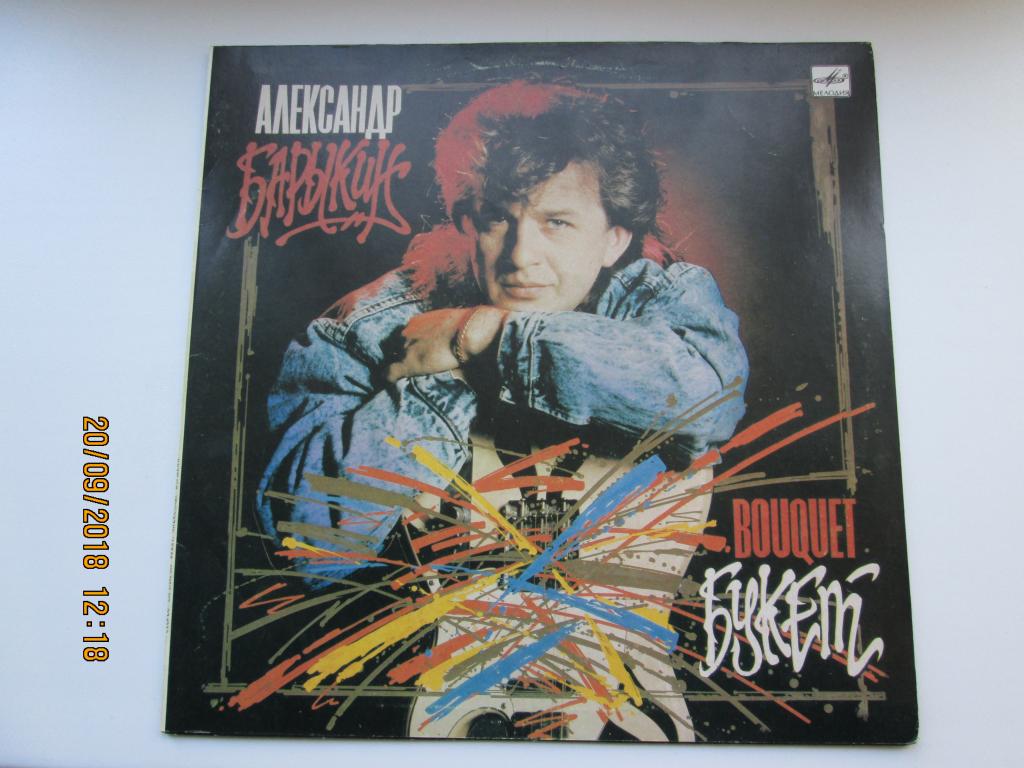 АЛЕКСАНДР
БАРЫКИН
МЕЛОДИЯ
BOUQUET
БУКЕТ
20/09/2018 12:18